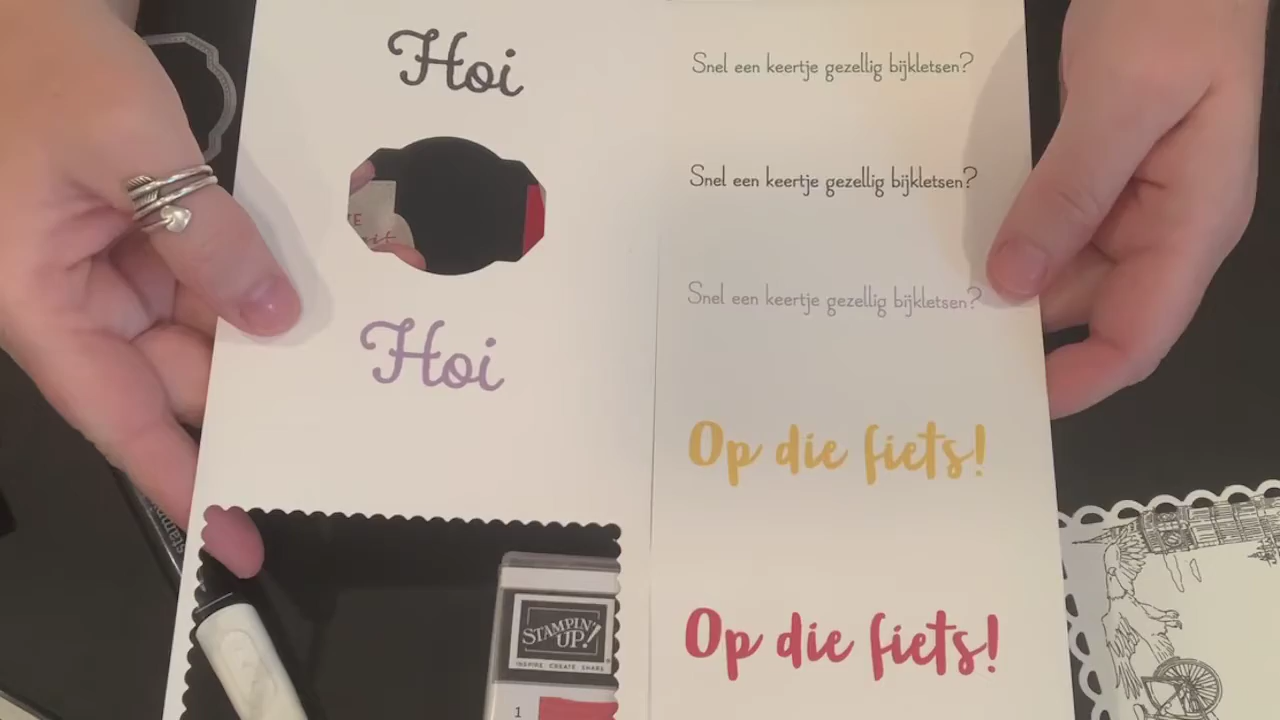 Hoi
Hoi
Snel een keertje gezellig bijkletsen?
Snel een keertje gezellig bijkletsen?
Snel een keertje gezellig bijkletsen?
Op die fiets!
Op die fiets!
STAMPIN' UP!
INSPIRE · CREATE · SHARE
1